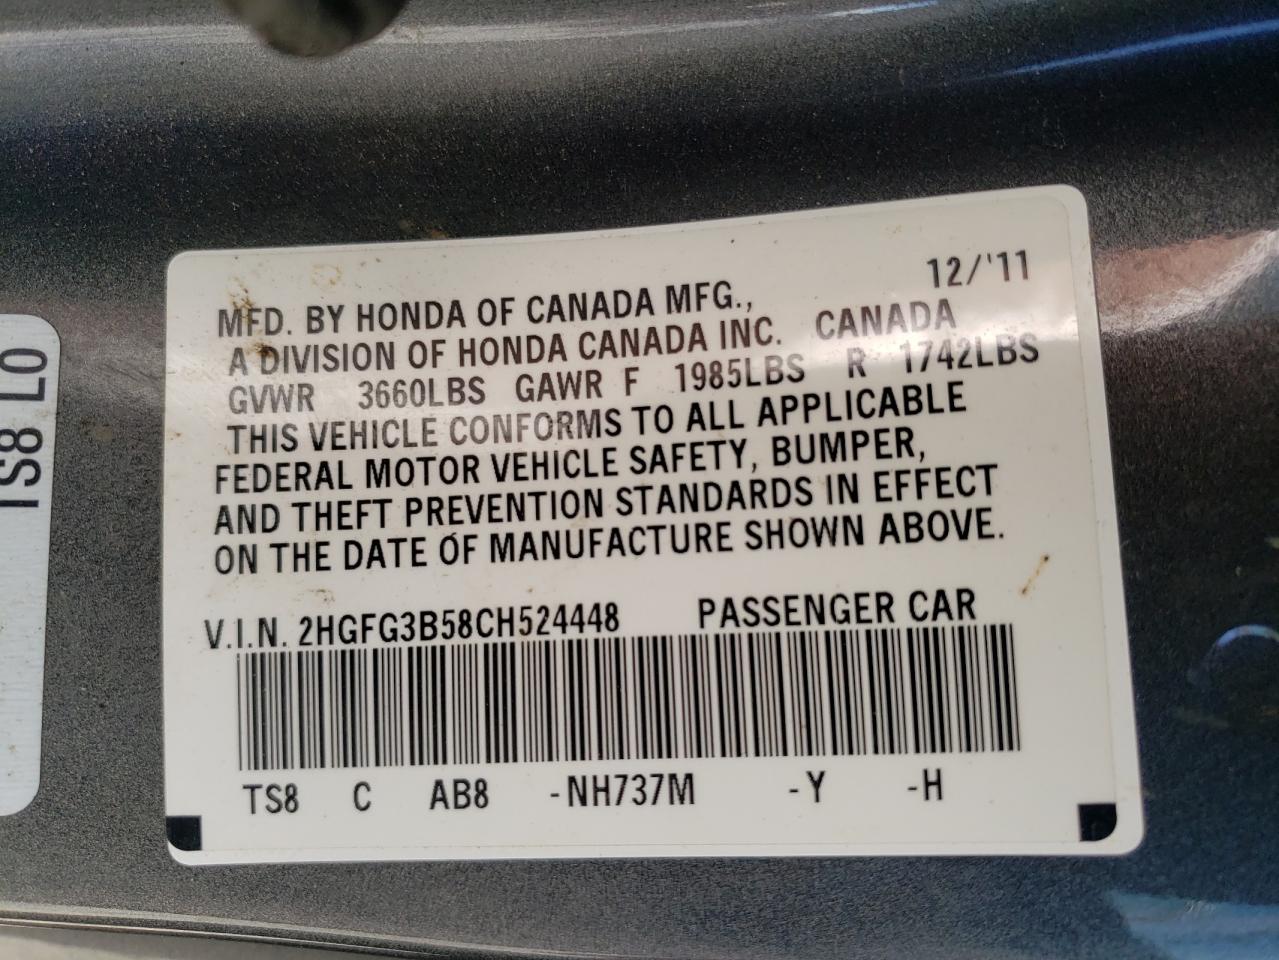 12/'11
MFD. BY HONDA OF CANADA MFG.,
A DIVISION OF HONDA CANADA INC. CANADA
GVWR 3660LBS GAWR F 1985LBS R 1742LBS
THIS VEHICLE CONFORMS TO ALL APPLICABLE
FEDERAL MOTOR VEHICLE SAFETY, BUMPER,
AND THEFT PREVENTION STANDARDS IN EFFECT
ON THE DATE OF MANUFACTURE SHOWN ABOVE.
V.I.N. 2HGFG3B58CH524448 PASSENGER CAR
TS8 C AB8 -NH737M -Y -H
TS8 L0